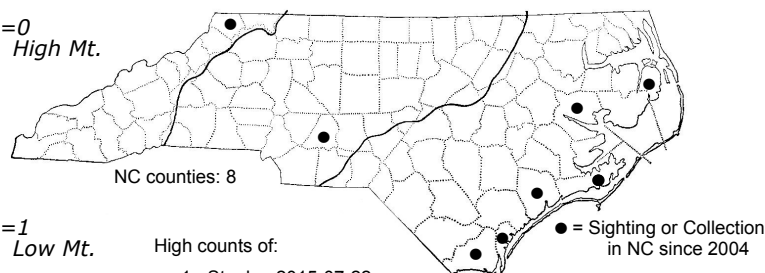 =0
High Mt.
NC counties: 8
● = Sighting or Collection
in NC since 2004
=1
Low Mt.
High counts of: